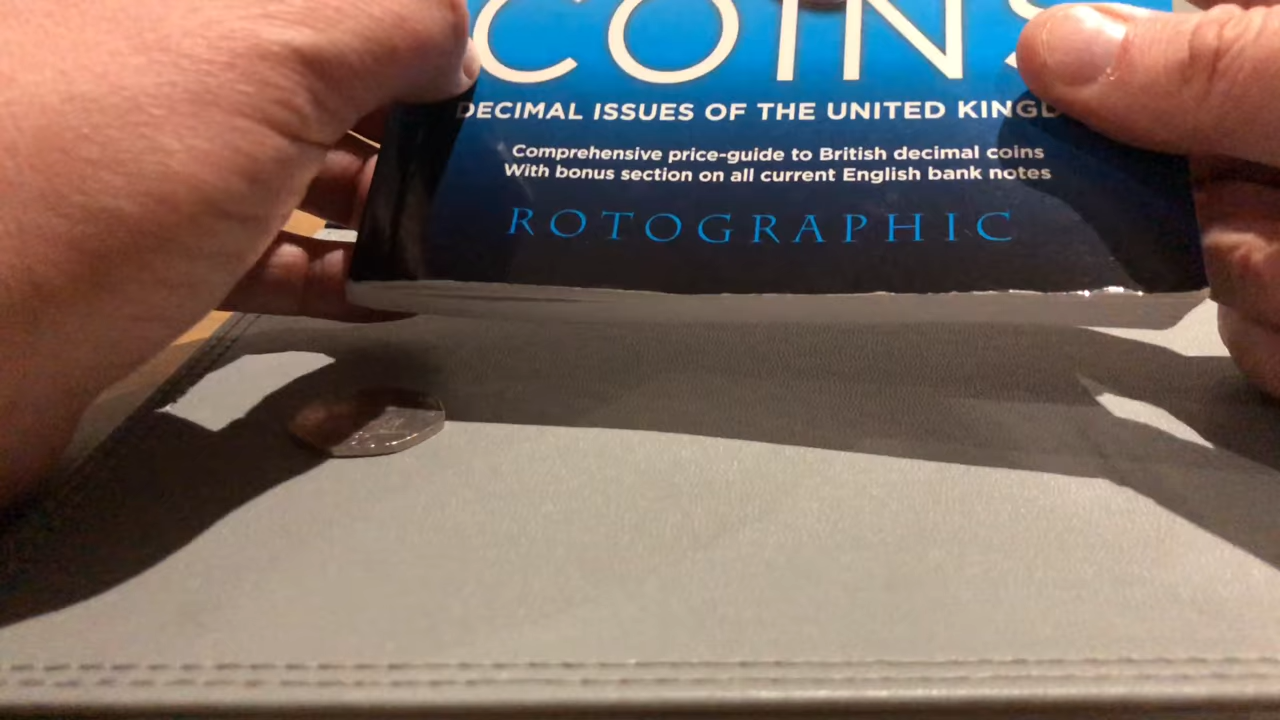 COINS
DECIMAL ISSUES OF THE UNITED KINGD
Comprehensive price-guide to British decimal coins
With bonus section on all current English bank notes
ROTOGRAPHIC